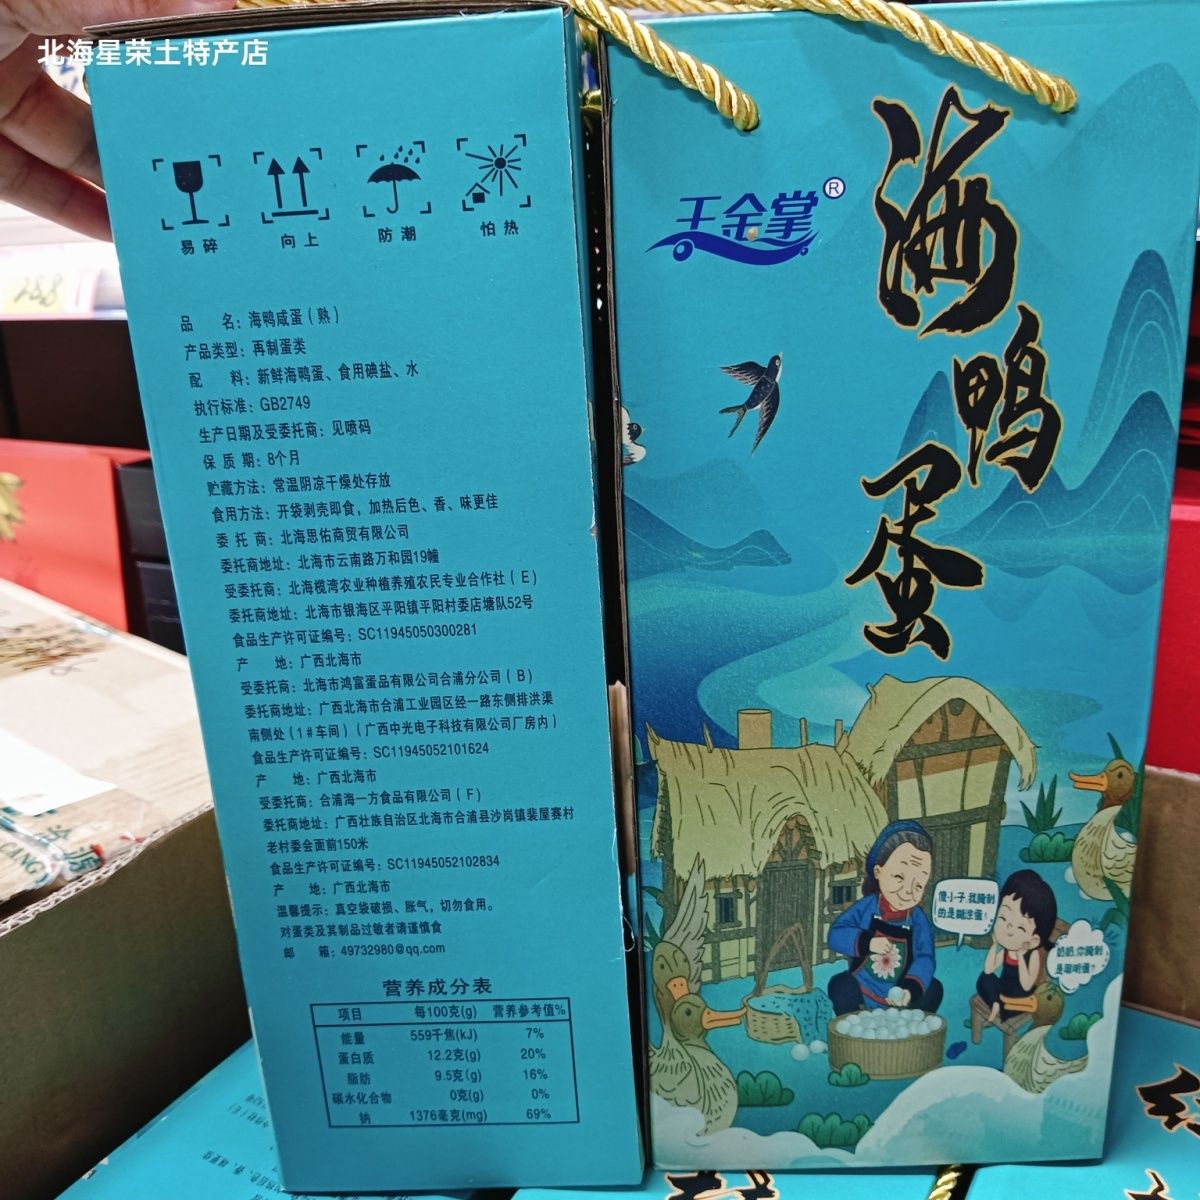 北海星荣土特产店
易碎 向上 防潮 怕热
品 名：海鸭咸蛋（熟）
产品类型：再制蛋类
配 料：新鲜海鸭蛋、食用碘盐、水
执行标准：GB2749
生产日期及受委托商：见喷码
保 质 期：8个月
贮藏方法：常温阴凉干燥处存放
食用方法：开袋剥壳即食，加热后色、香、味更佳
委 托 商：北海思佑商贸有限公司
委托商地址：北海市云南路万和园19幢
受委托商：北海榄湾农业种植养殖农民专业合作社（E）
委托商地址：北海市银海区平阳镇平阳村委店塘队52号
食品生产许可证编号：SC11945050300281
产 地：广西北海市
受委托商：北海市鸿富蛋品有限公司合浦分公司（B）
委托商地址：广西北海市合浦工业园区经一路东侧排洪渠
南侧处（1#车间）（广西中光电子科技有限公司厂房内）
食品生产许可证编号：SC11945052101624
产 地：广西北海市
受委托商：合浦海一方食品有限公司（F）
委托商地址：广西壮族自治区北海市合浦县沙岗镇裴屋赛村
老村委会面前150米
食品生产许可证编号：SC11945052102834
产 地：广西北海市
温馨提示：真空袋破损、胀气，切勿食用。
对蛋类及其制品过敏者请谨慎食
邮 箱：49732980@qq.com
营养成分表
项目 每100克(g) 营养参考值%
能量 559千焦(kJ) 7%
蛋白质 12.2克(g) 20%
脂肪 9.5克(g) 16%
碳水化合物 0克(g) 0%
钠 1376毫克(mg) 69%
王金掌®
海鸭蛋
傻小子,我腌制
的是糊涂蛋！
奶奶,你腌制
是聪明蛋？